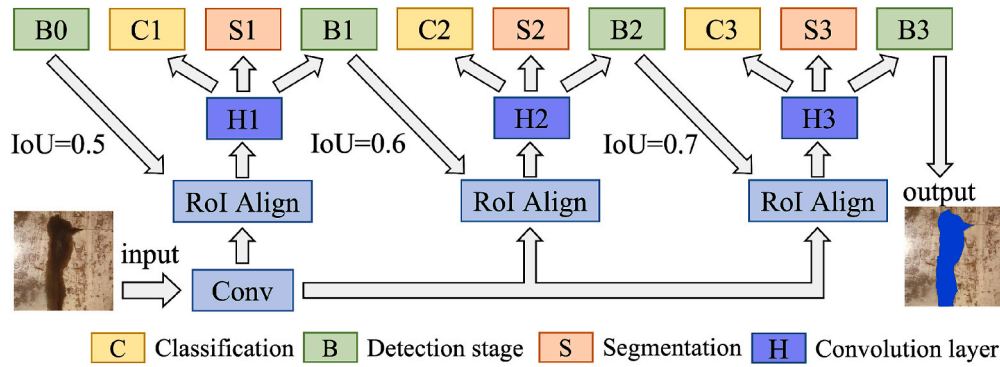 B0 C1 S1 B1 C2 S2 B2 C3 S3 B3
H1 H2 H3
IoU=0.5 IoU=0.6 IoU=0.7
RoI Align RoI Align RoI Align output
input
Conv
C Classification B Detection stage S Segmentation H Convolution layer